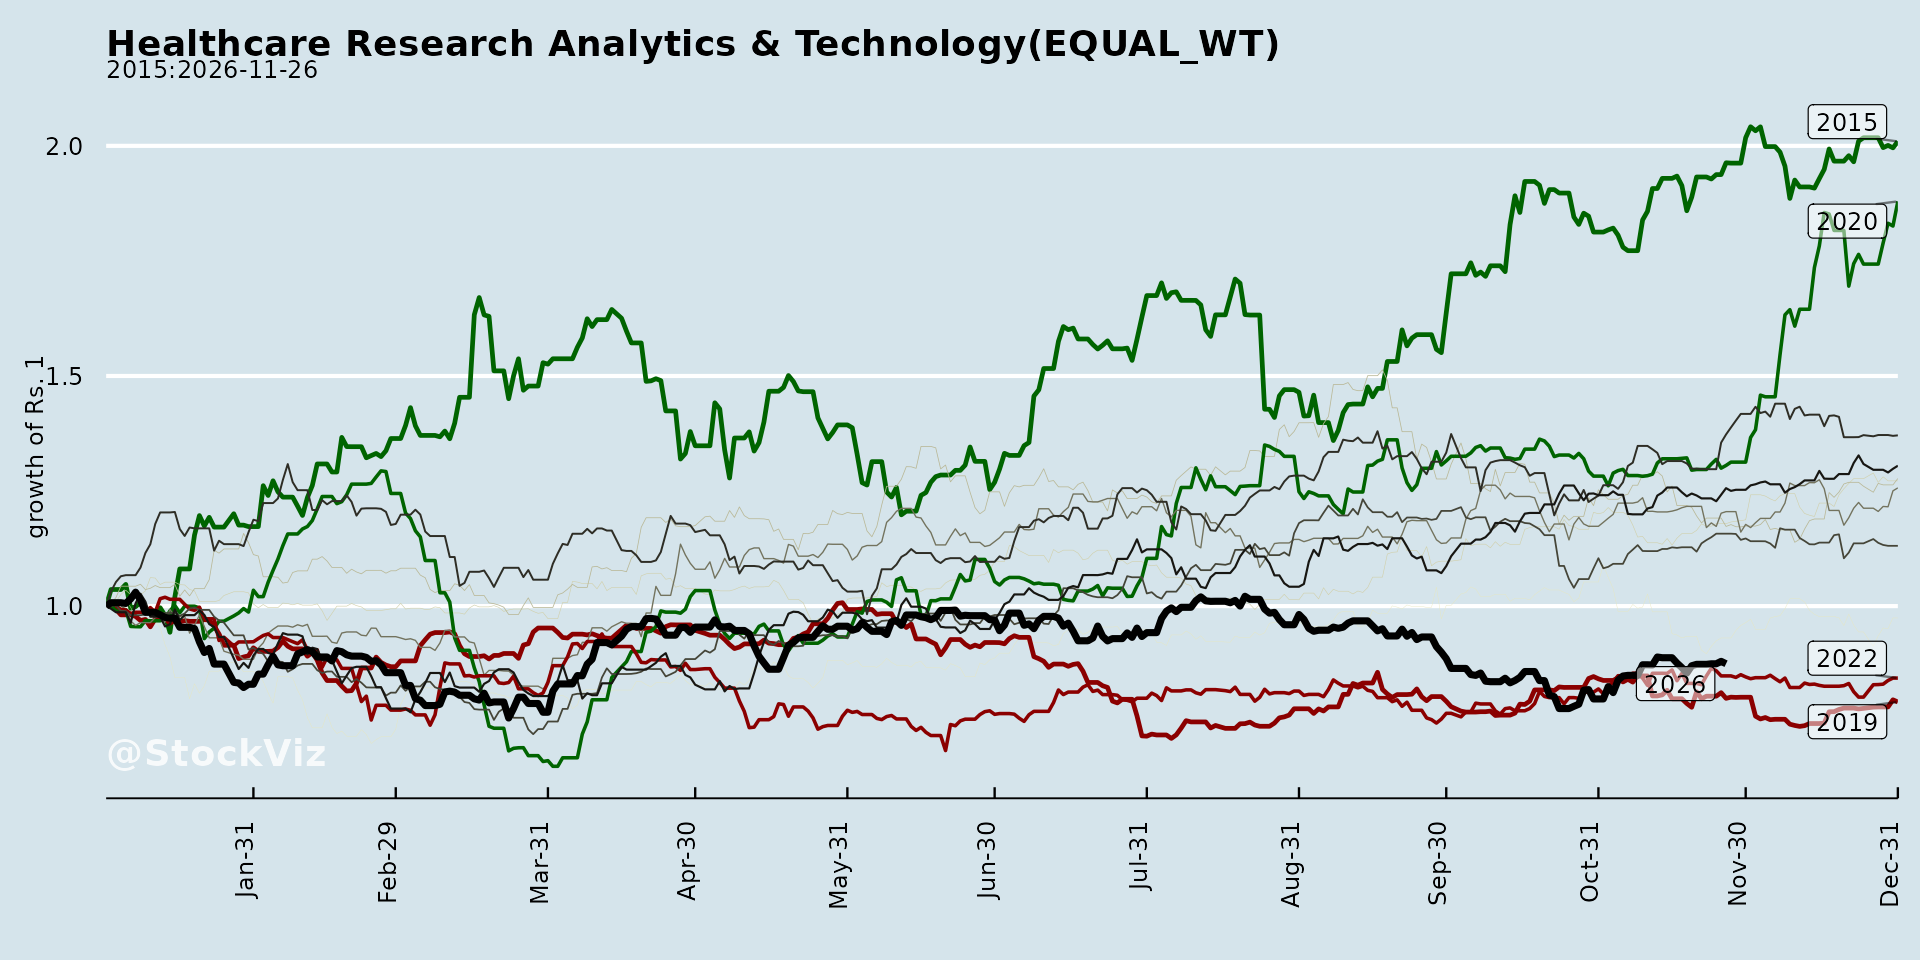 Healthcare Research Analytics & Technology(EQUAL_WT)
2015:2026-11-26
growth of Rs. 1
2.0
1.5
1.0
2015
2020
2022
2026
2019
@StockViz
Jan-31
Feb-29
Mar-31
Apr-30
May-31
Jun-30
Jul-31
Aug-31
Sep-30
Oct-31
Nov-30
Dec-31